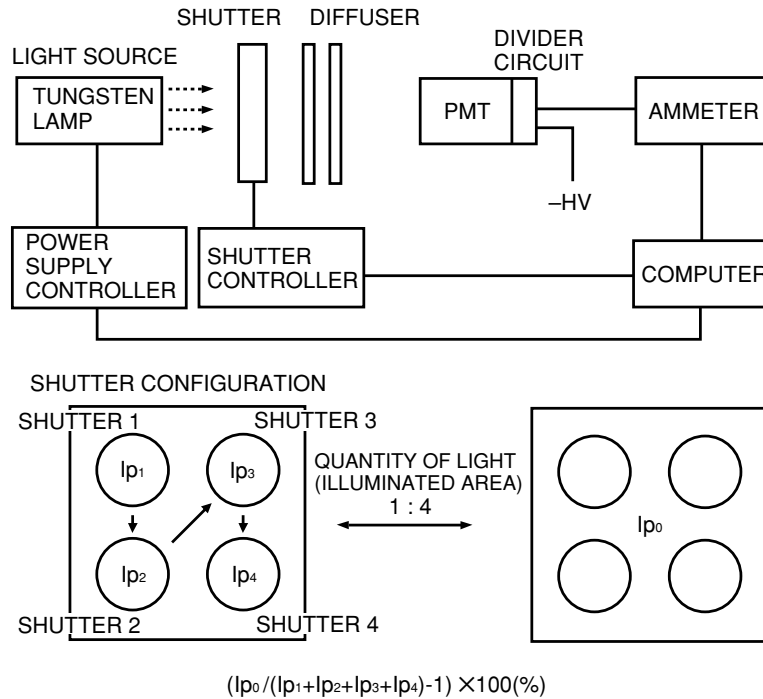 SHUTTER
DIFFUSER
LIGHT SOURCE
DIVIDER
CIRCUIT
TUNGSTEN
LAMP
PMT
AMMETER
–HV
POWER
SUPPLY
CONTROLLER
SHUTTER
CONTROLLER
COMPUTER
SHUTTER CONFIGURATION
SHUTTER 1
SHUTTER 3
Ip1
Ip3
Ip2
Ip4
SHUTTER 2
SHUTTER 4
QUANTITY OF LIGHT
(ILLUMINATED AREA)
1 : 4
Ip0
(Ip0/(Ip1+Ip2+Ip3+Ip4)-1) ×100(%)